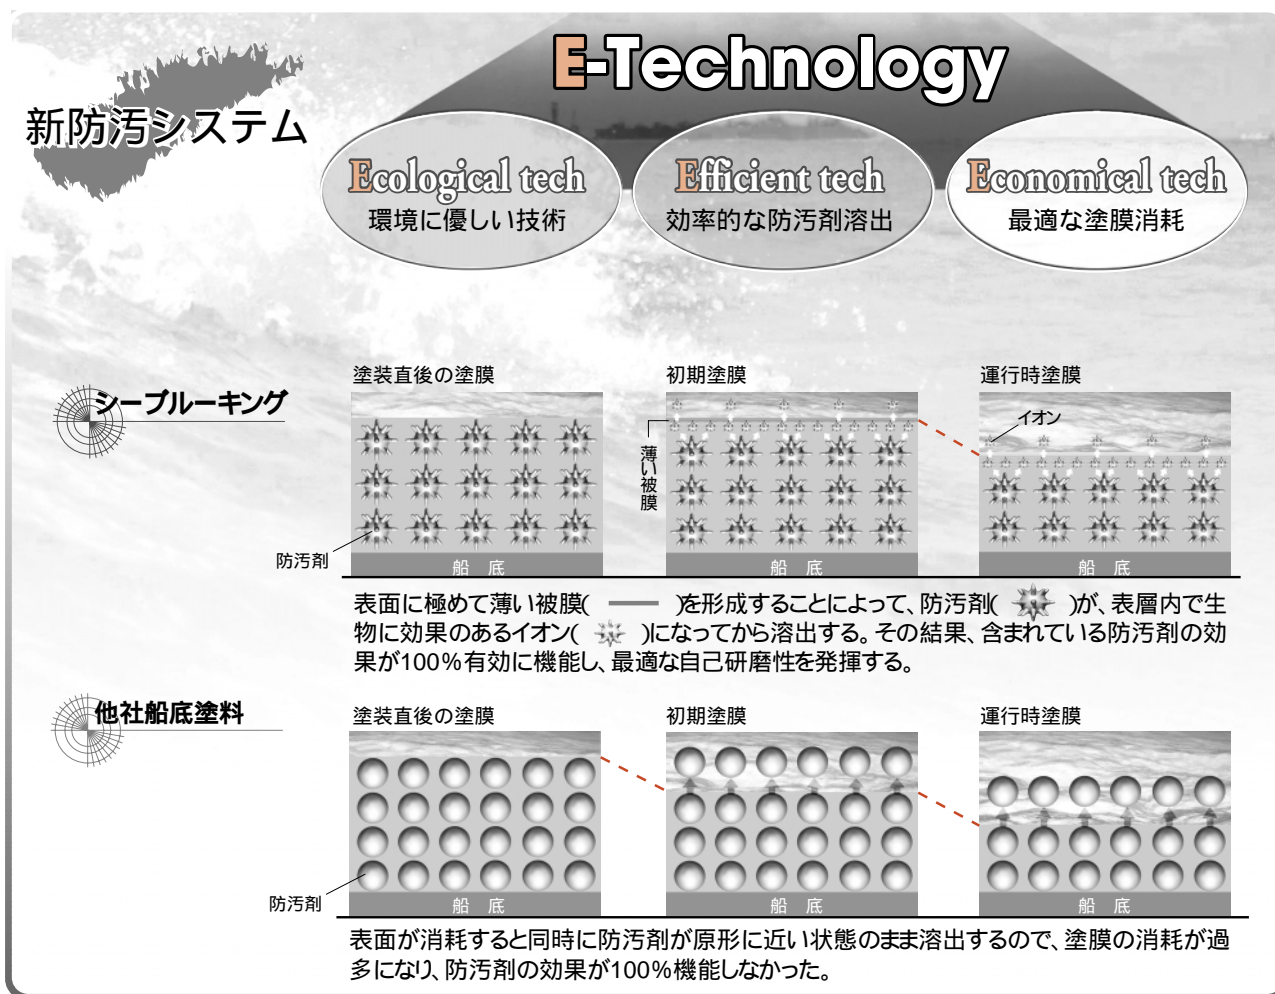 E-Technology
新防汚システム
Ecological tech
環境に優しい技術
Efficient tech
効率的な防汚剤溶出
Economical tech
最適な塗膜消耗
シーブルーキング
塗装直後の塗膜
初期塗膜
運行時塗膜
イオン
薄い被膜
防汚剤
船 底
船 底
船 底
表面に極めて薄い被膜( )を形成することによって、防汚剤( )が、表層内で生
物に効果のあるイオン( )になってから溶出する。その結果、含まれている防汚剤の効
果が100%有効に機能し、最適な自己研磨性を発揮する。
他社船底塗料
塗装直後の塗膜
初期塗膜
運行時塗膜
防汚剤
船 底
船 底
船 底
表面が消耗すると同時に防汚剤が原形に近い状態のまま溶出するので、塗膜の消耗が過
多になり、防汚剤の効果が100%機能しなかった。